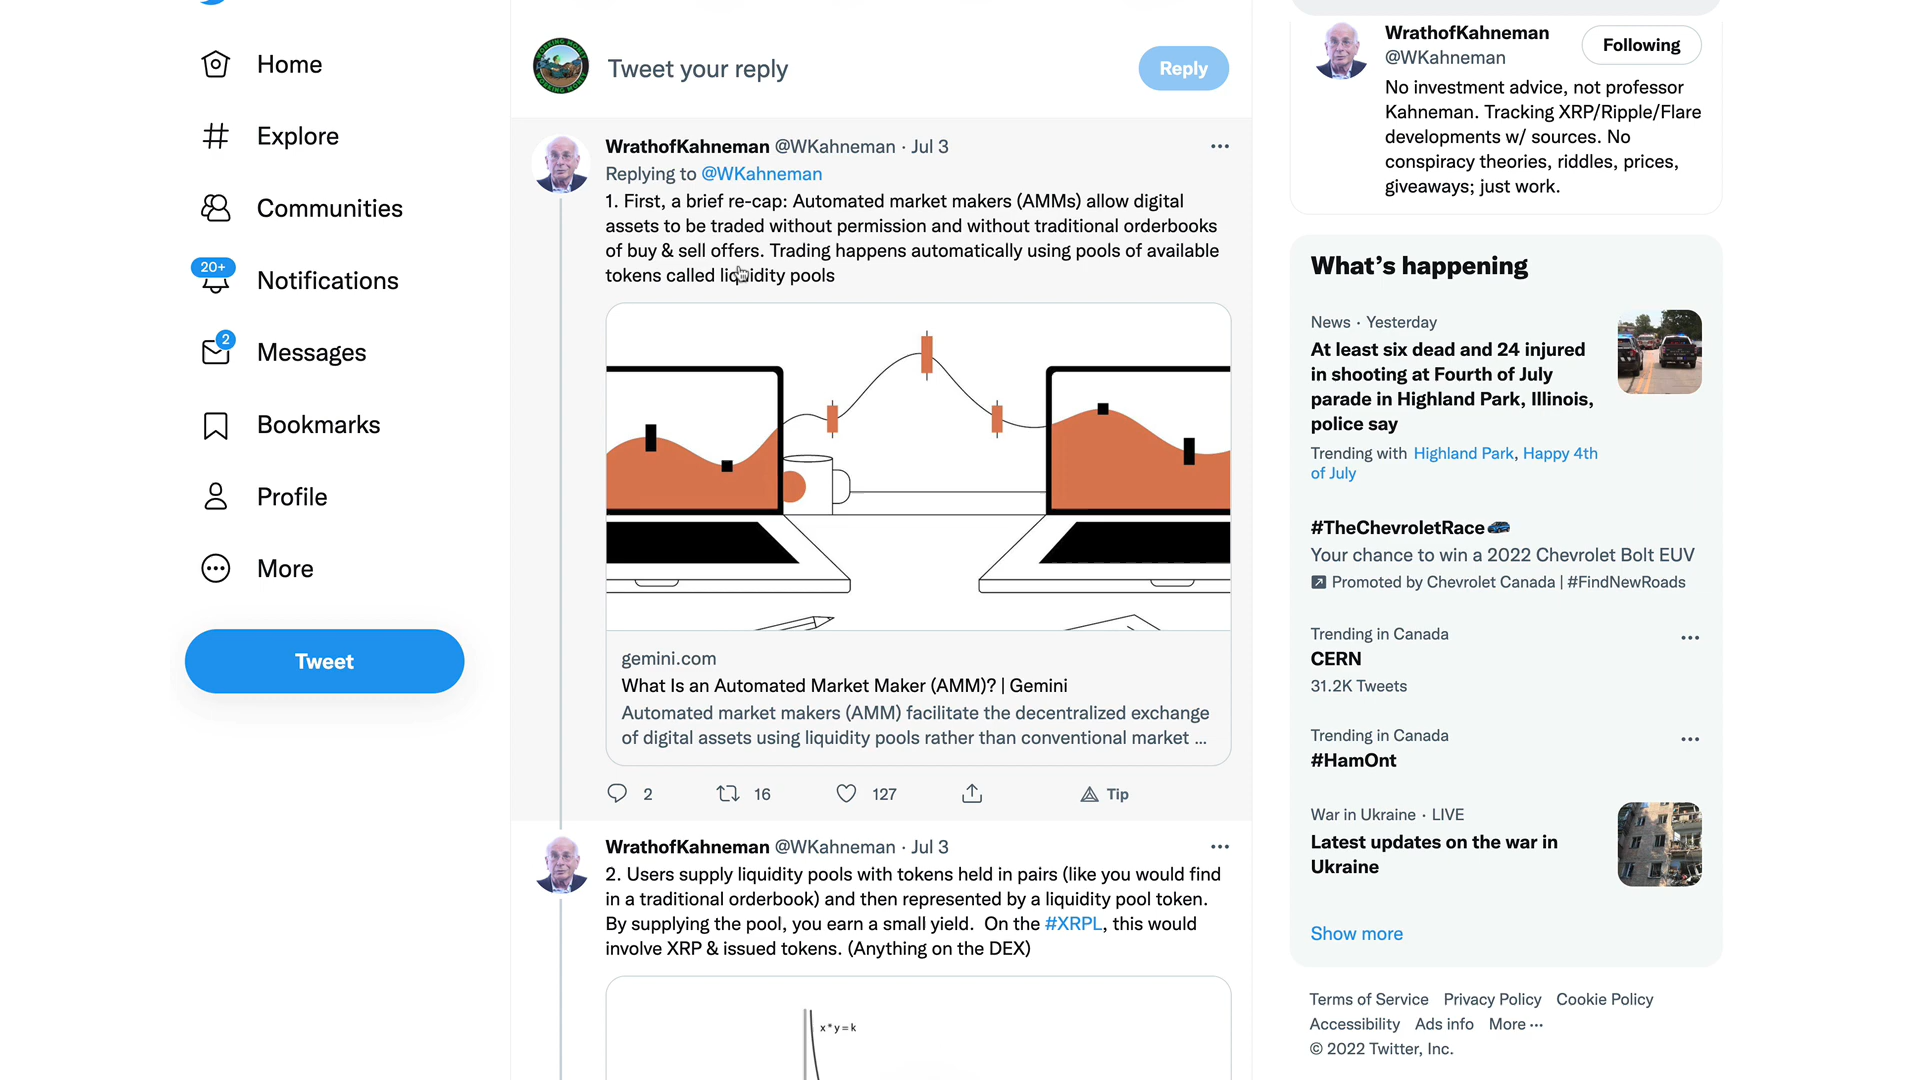 Home
Explore
Communities
20+
Notifications
2
Messages
Bookmarks
Profile
More
Tweet
Tweet your reply
Reply
WrathofKahneman @WKahneman · Jul 3
Replying to @WKahneman
1. First, a brief re-cap: Automated market makers (AMMs) allow digital
assets to be traded without permission and without traditional orderbooks
of buy & sell offers. Trading happens automatically using pools of available
tokens called liquidity pools
gemini.com
What Is an Automated Market Maker (AMM)? | Gemini
Automated market makers (AMM) facilitate the decentralized exchange
of digital assets using liquidity pools rather than conventional market ...
2
16
127
Tip
WrathofKahneman @WKahneman · Jul 3
2. Users supply liquidity pools with tokens held in pairs (like you would find
in a traditional orderbook) and then represented by a liquidity pool token.
By supplying the pool, you earn a small yield. On the #XRPL, this would
involve XRP & issued tokens. (Anything on the DEX)
x*y=k
WrathofKahneman
@WKahneman
Following
No investment advice, not professor
Kahneman. Tracking XRP/Ripple/Flare
developments w/ sources. No
conspiracy theories, riddles, prices,
giveaways; just work.
What's happening
News · Yesterday
At least six dead and 24 injured
in shooting at Fourth of July
parade in Highland Park, Illinois,
police say
Trending with Highland Park, Happy 4th
of July
#TheChevroletRace
Your chance to win a 2022 Chevrolet Bolt EUV
Promoted by Chevrolet Canada | #FindNewRoads
Trending in Canada
CERN
31.2K Tweets
Trending in Canada
#HamOnt
War in Ukraine · LIVE
Latest updates on the war in
Ukraine
Show more
Terms of Service Privacy Policy Cookie Policy
Accessibility Ads info More ···
© 2022 Twitter, Inc.